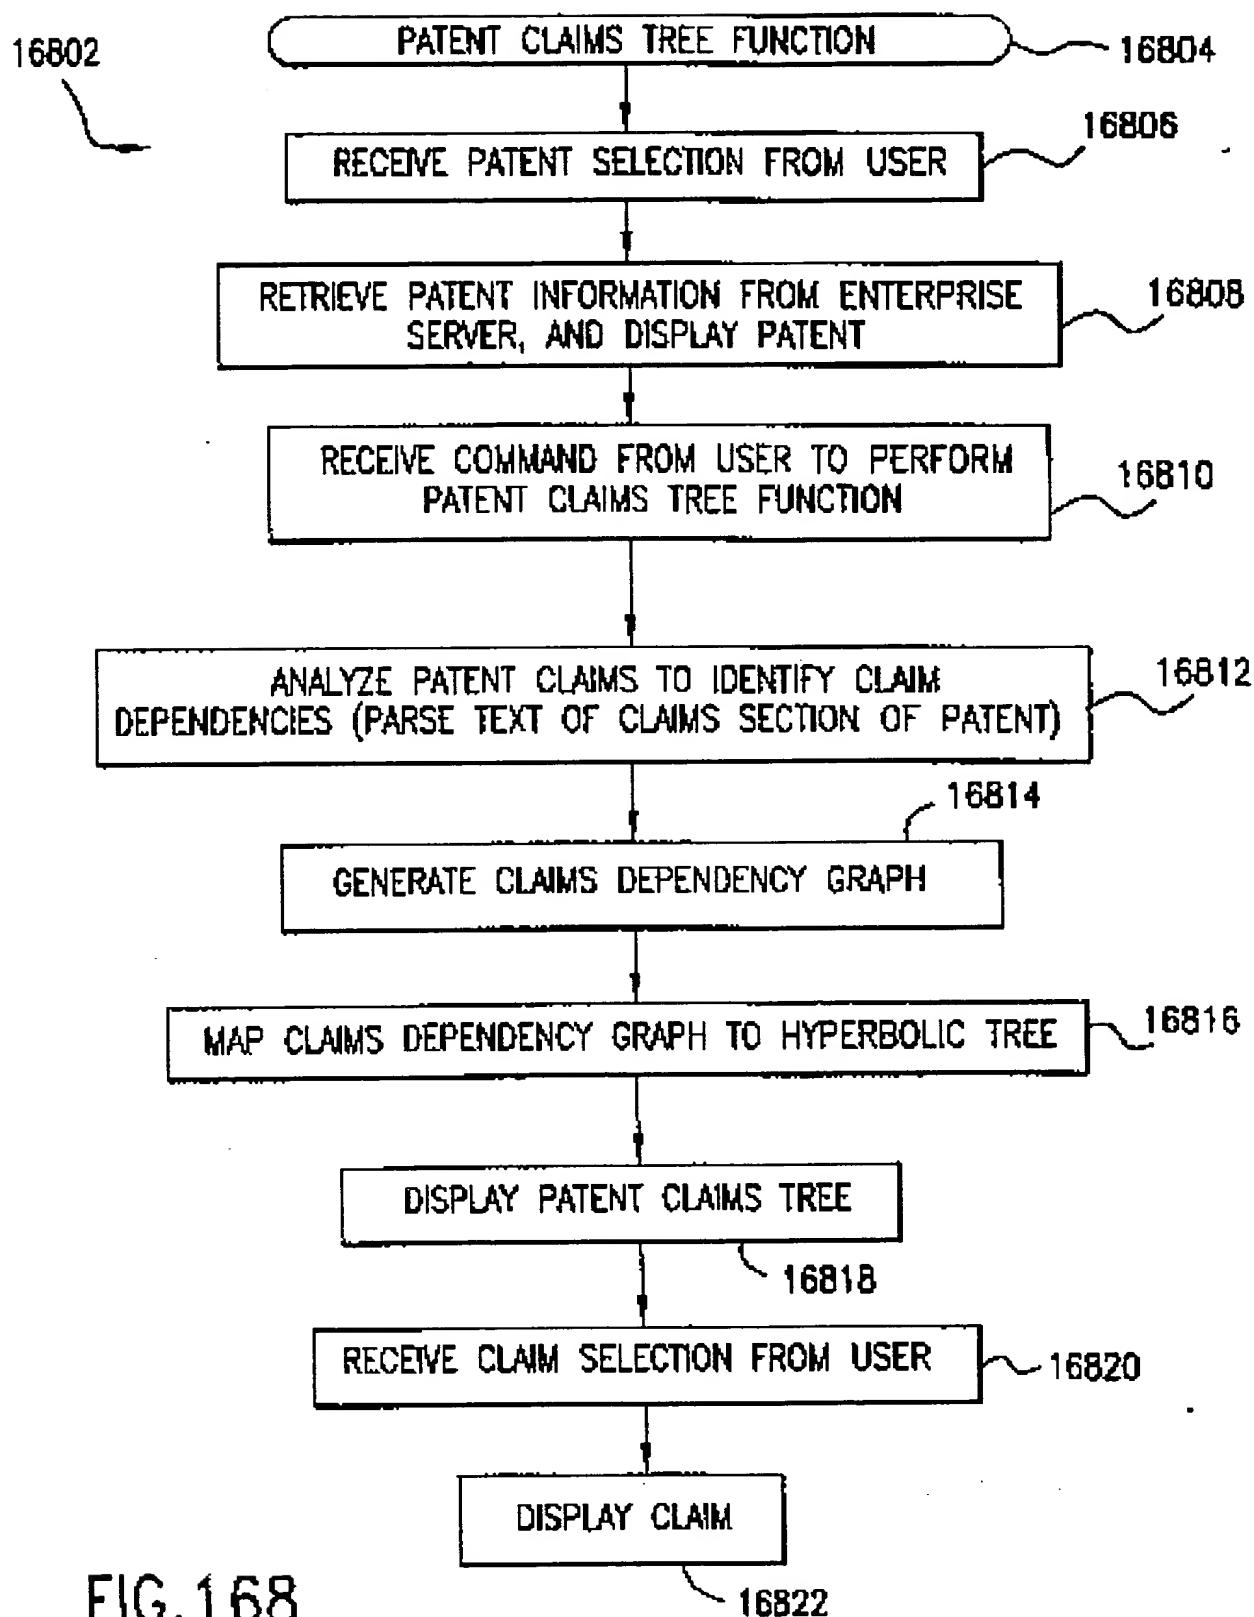 16802
PATENT CLAIMS TREE FUNCTION
16804
RECEIVE PATENT SELECTION FROM USER
16806
RETRIEVE PATENT INFORMATION FROM ENTERPRISE
SERVER, AND DISPLAY PATENT
16808
RECEIVE COMMAND FROM USER TO PERFORM
PATENT CLAIMS TREE FUNCTION
16810
ANALYZE PATENT CLAIMS TO IDENTIFY CLAIM
DEPENDENCIES (PARSE TEXT OF CLAIMS SECTION OF PATENT)
16812
16814
GENERATE CLAIMS DEPENDENCY GRAPH
MAP CLAIMS DEPENDENCY GRAPH TO HYPERBOLIC TREE
16816
DISPLAY PATENT CLAIMS TREE
16818
RECEIVE CLAIM SELECTION FROM USER
16820
DISPLAY CLAIM
16822
FIG.168